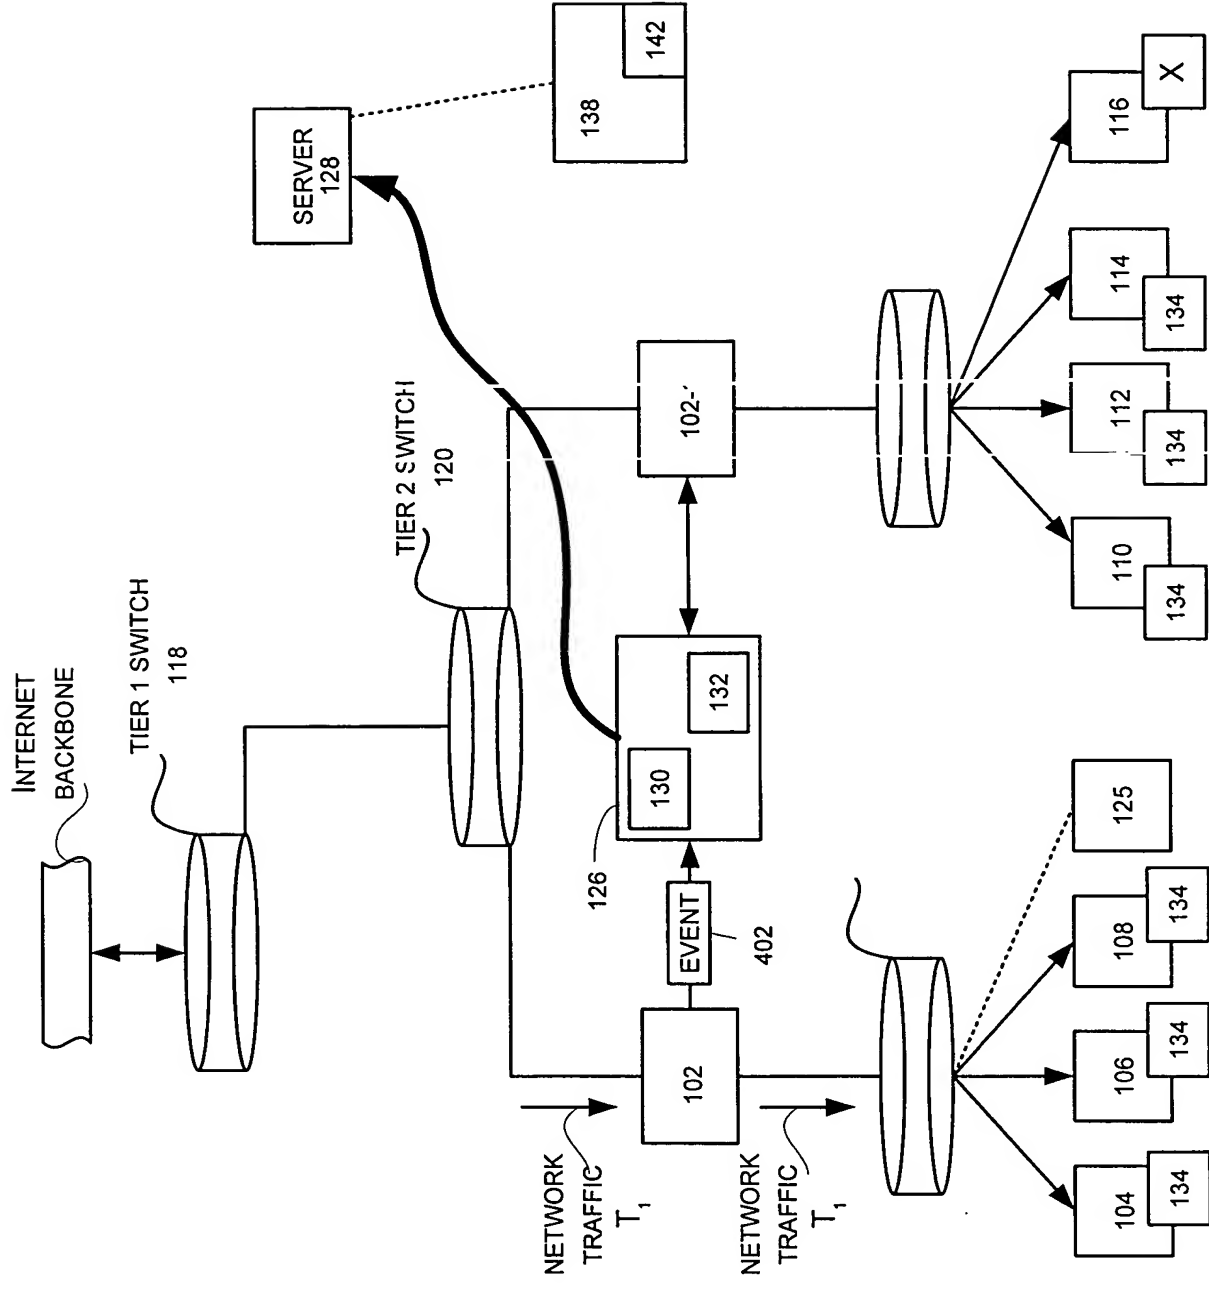 INTERNET
BACKBONE
TIER 1 SWITCH
118
TIER 2 SWITCH
120
SERVER
128
138
142
126
130
132
EVENT
402
102
102-'
NETWORK
TRAFFIC
T1
NETWORK
TRAFFIC
T1
104
134
106
134
108
134
125
110
134
112
134
114
134
116
X